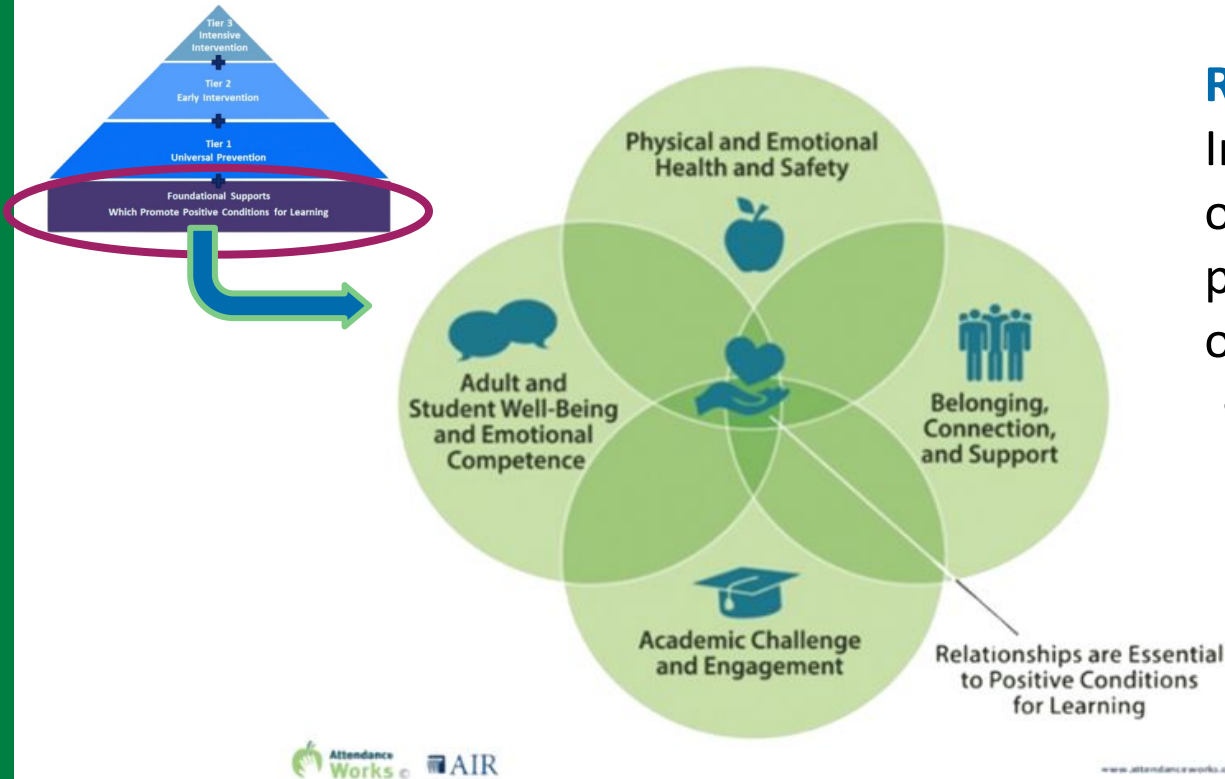 Tier 3
Intensive
Intervention
Tier 2
Early Intervention
Tier 1
Universal Prevention
Foundational Supports
Which Promote Positive Conditions for Learning
Physical and Emotional
Health and Safety
Adult and
Student Well-Being
and Emotional
Competence
Belonging,
Connection,
and Support
Academic Challenge
and Engagement
Relationships are Essential
to Positive Conditions
for Learning
Attendance
Works ©
AIR